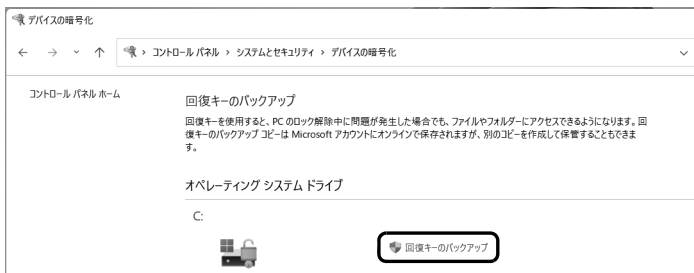 デバイスの暗号化
コントロール パネル › システムとセキュリティ › デバイスの暗号化
コントロール パネル ホーム
回復キーのバックアップ
回復キーを使用すると、PC のロック解除中に問題が発生した場合でも、ファイルやフォルダーにアクセスできるようになります。回
復キーのバックアップ コピーは Microsoft アカウントにオンラインで保存されますが、別のコピーを作成して保管することもできま
す。
オペレーティング システム ドライブ
C:
回復キーのバックアップ